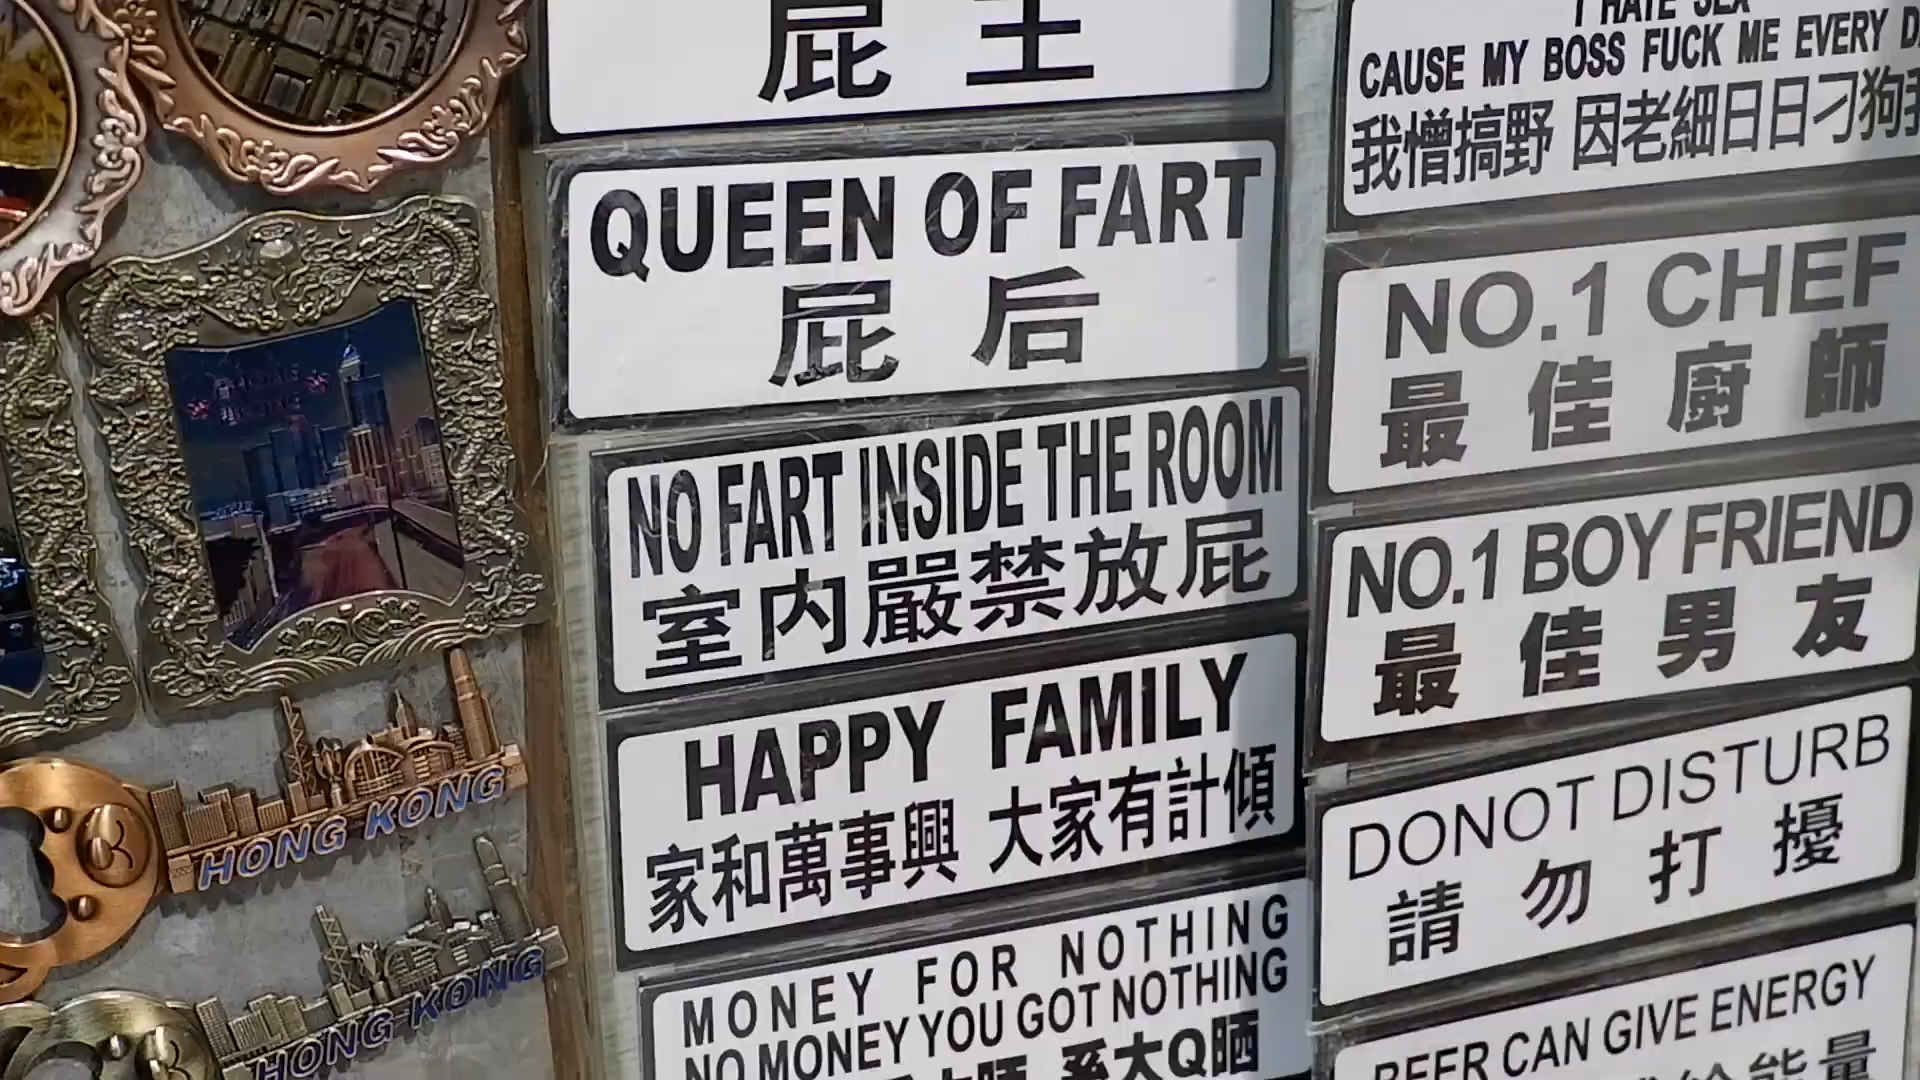 屁王
QUEEN OF FART
屁后
NO FART INSIDE THE ROOM
室内嚴禁放屁
HAPPY FAMILY
家和萬事興 大家有計傾
MONEY FOR NOTHING
NO MONEY YOU GOT NOTHING
系大Q晒
I HATE SEX
CAUSE MY BOSS FUCK ME EVERY
我憎搞野 因老細日日刁狗
NO.1 CHEF
最佳廚師
NO.1 BOY FRIEND
最佳男友
DONOT DISTURB
請勿打擾
BEER CAN GIVE ENERGY
給能量
HONG KONG
HONG KONG